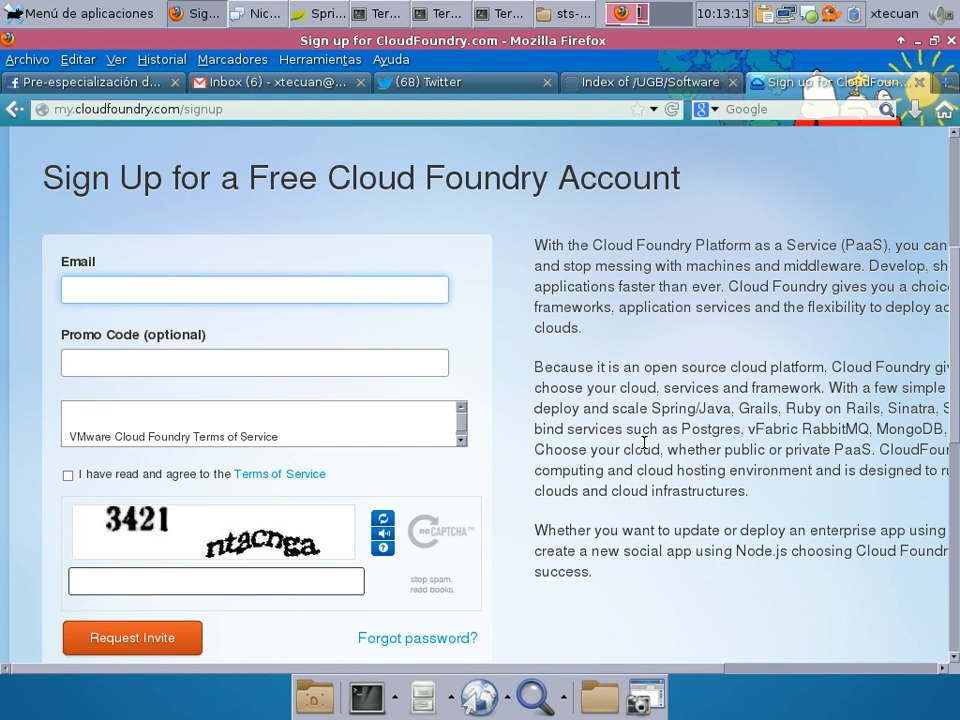 Menú de aplicaciones
Sig...
Nic...
Spri...
Ter...
Ter...
Ter...
sts-...
10:13:13
xtecuan
Sign up for CloudFoundry.com - Mozilla Firefox
Archivo Editar Ver Historial Marcadores Herramientas Ayuda
Pre-especialización d...
Inbox (6) - xtecuan@...
(68) Twitter
Index of /UGB/Software
Sign up for CloudFoun...
my.cloudfoundry.com/signup
Google
Sign Up for a Free Cloud Foundry Account
Email
Promo Code (optional)
VMware Cloud Foundry Terms of Service
I have read and agree to the Terms of Service
3421 ntacnga
reCAPTCHA™
stop spam.
read books.
Request Invite
Forgot password?
With the Cloud Foundry Platform as a Service (PaaS), you can
and stop messing with machines and middleware. Develop, sh
applications faster than ever. Cloud Foundry gives you a choic
frameworks, application services and the flexibility to deploy ac
clouds.
Because it is an open source cloud platform, Cloud Foundry giv
choose your cloud, services and framework. With a few simple
deploy and scale Spring/Java, Grails, Ruby on Rails, Sinatra, S
bind services such as Postgres, vFabric RabbitMQ, MongoDB,
Choose your cloud, whether public or private PaaS. CloudFour
computing and cloud hosting environment and is designed to ru
clouds and cloud infrastructures.
Whether you want to update or deploy an enterprise app using
create a new social app using Node.js choosing Cloud Foundr
success.